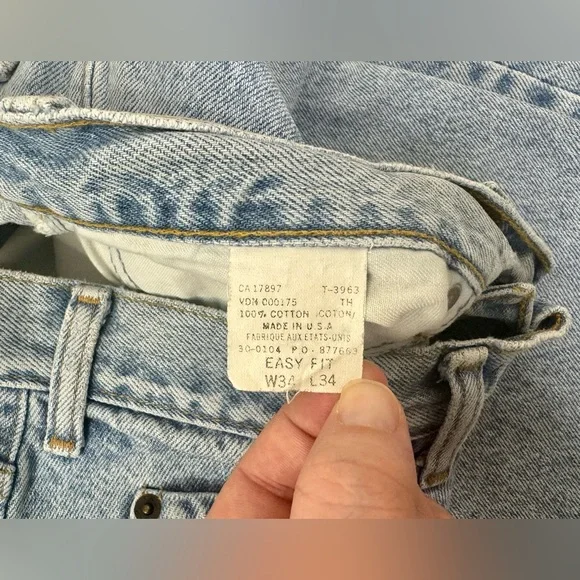 CA 17897 T-3963
VDN 000175 TH
100% COTTON (COTON)
MADE IN U.S.A
FABRIQUE AUX ETATS-UNIS
30-0104 P.O.- 877663
EASY FIT
W34 L34